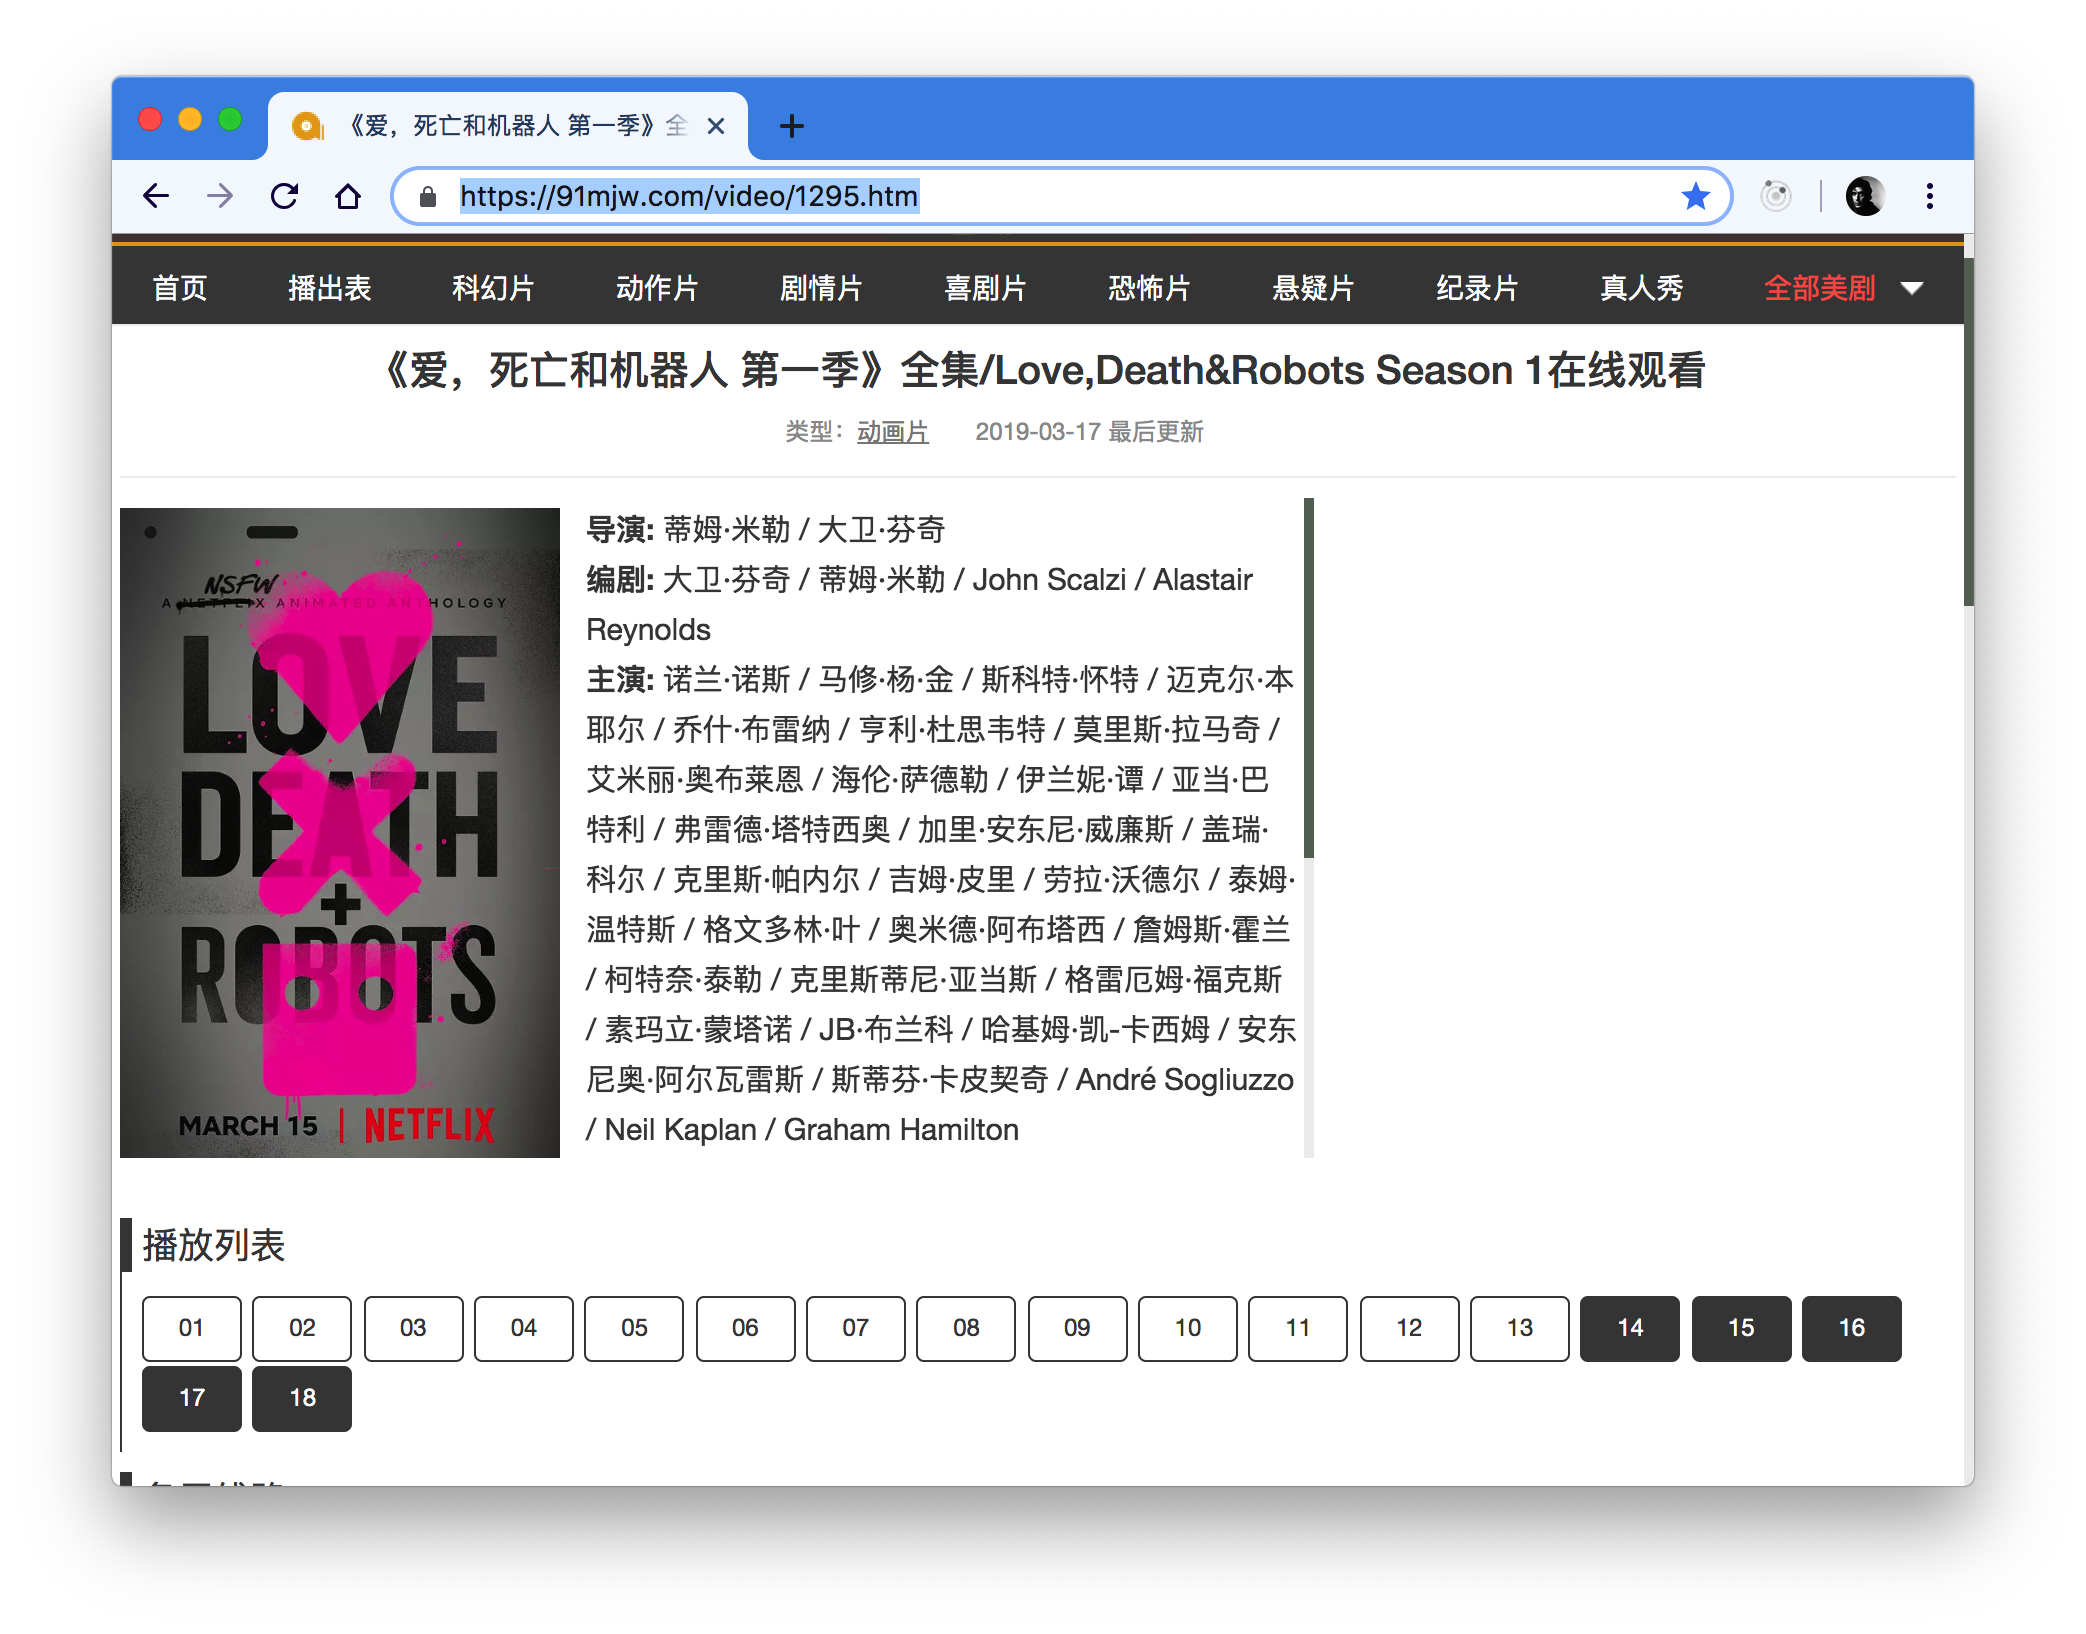 《爱，死亡和机器人 第一季》全
https://91mjw.com/video/1295.htm
首页 播出表 科幻片 动作片 剧情片 喜剧片 恐怖片 悬疑片 纪录片 真人秀 全部美剧
《爱，死亡和机器人 第一季》全集/Love,Death&Robots Season 1在线观看
类型：动画片 2019-03-17 最后更新
NSFW
A NETFLIX ANIMATED ANTHOLOGY
LOVE
DEATH
+
ROBOTS
MARCH 15 | NETFLIX
导演: 蒂姆·米勒 / 大卫·芬奇
编剧: 大卫·芬奇 / 蒂姆·米勒 / John Scalzi / Alastair
Reynolds
主演: 诺兰·诺斯 / 马修·杨·金 / 斯科特·怀特 / 迈克尔·本
耶尔 / 乔什·布雷纳 / 亨利·杜思韦特 / 莫里斯·拉马奇 /
艾米丽·奥布莱恩 / 海伦·萨德勒 / 伊兰妮·谭 / 亚当·巴
特利 / 弗雷德·塔特西奥 / 加里·安东尼·威廉斯 / 盖瑞·
科尔 / 克里斯·帕内尔 / 吉姆·皮里 / 劳拉·沃德尔 / 泰姆·
温特斯 / 格文多林·叶 / 奥米德·阿布塔西 / 詹姆斯·霍兰
/ 柯特奈·泰勒 / 克里斯蒂尼·亚当斯 / 格雷厄姆·福克斯
/ 素玛立·蒙塔诺 / JB·布兰科 / 哈基姆·凯-卡西姆 / 安东
尼奥·阿尔瓦雷斯 / 斯蒂芬·卡皮契奇 / André Sogliuzzo
/ Neil Kaplan / Graham Hamilton
播放列表
01 02 03 04 05 06 07 08 09 10 11 12 13 14 15 16
17 18